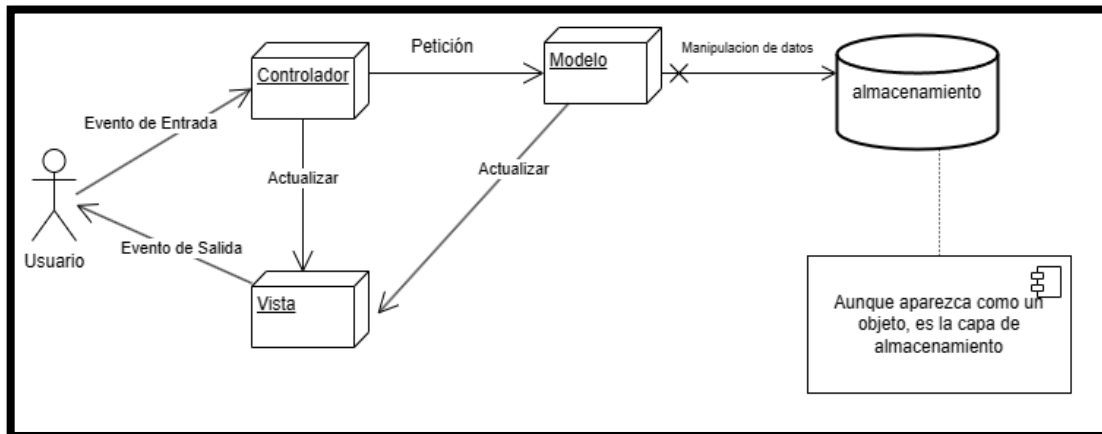 Petición
Controlador
Modelo
Manipulacion de datos
almacenamiento
Evento de Entrada
Actualizar
Actualizar
Usuario
Evento de Salida
Vista
Aunque aparezca como un
objeto, es la capa de
almacenamiento